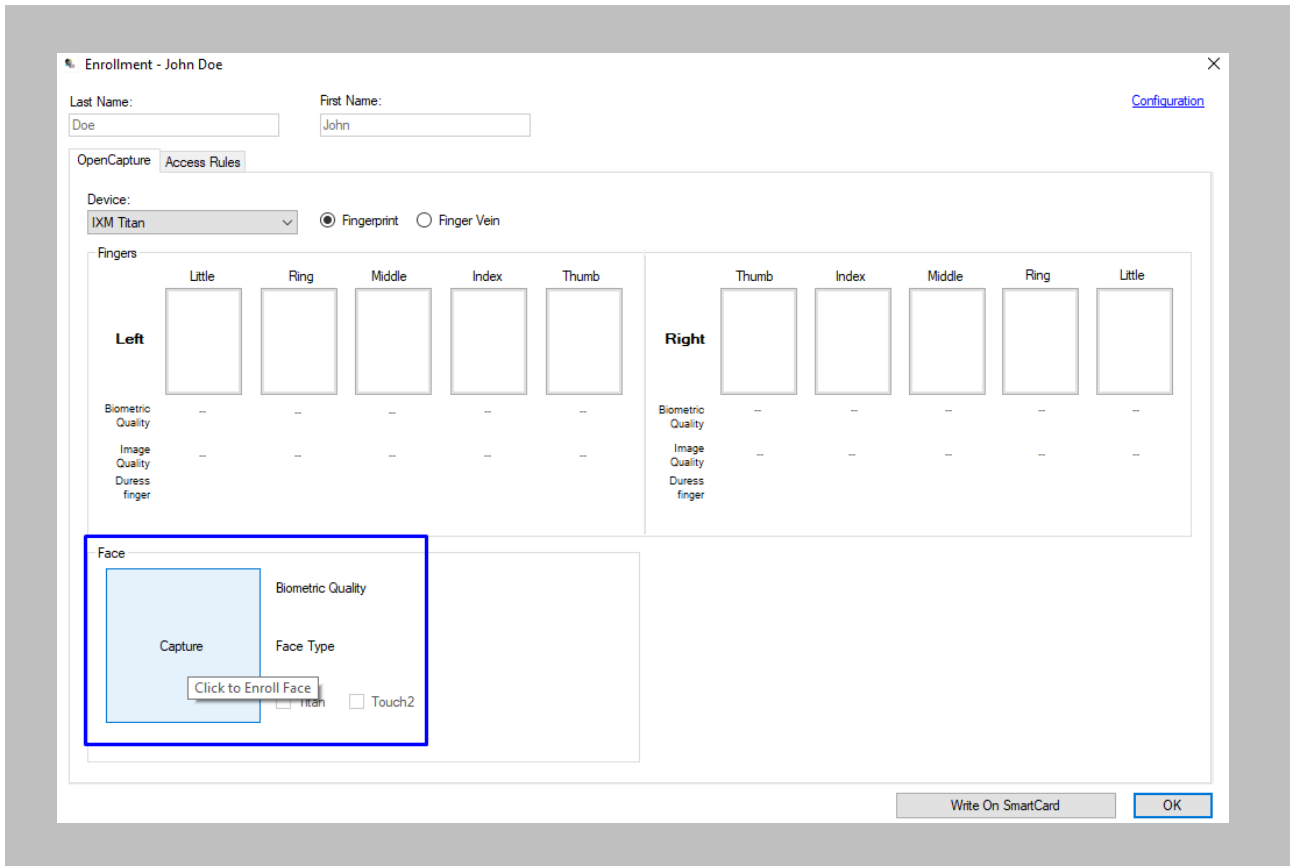 Enrollment - John Doe
Last Name: First Name: Configuration
Doe John
OpenCapture Access Rules
Device:
IXM Titan Fingerprint Finger Vein
Fingers
Little Ring Middle Index Thumb Thumb Index Middle Ring Little
Left Right
Biometric Quality -- -- -- -- -- Biometric Quality -- -- -- -- --
Image Quality -- -- -- -- -- Image Quality -- -- -- -- --
Duress finger Duress finger
Face
Biometric Quality
Capture Face Type
Click to Enroll Face
Titan Touch2
Write On SmartCard OK